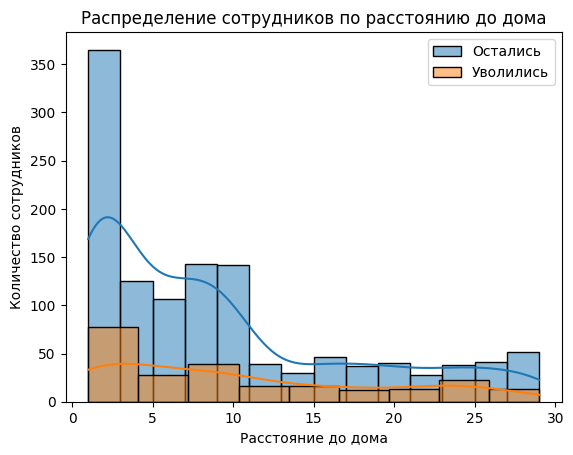 Распределение сотрудников по расстоянию до дома
Остались
Уволились
Количество сотрудников
350
300
250
200
150
100
50
0
0 5 10 15 20 25 30
Расстояние до дома